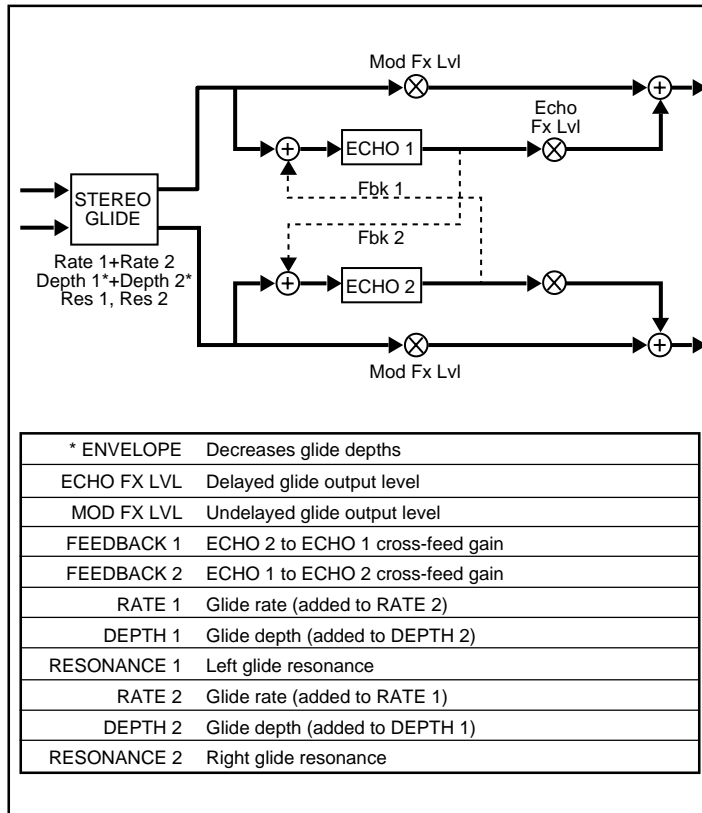 Mod Fx Lvl
Echo
Fx Lvl
ECHO 1
Fbk 1
STEREO
GLIDE
Fbk 2
Rate 1+Rate 2
Depth 1*+Depth 2*
Res 1, Res 2
ECHO 2
Mod Fx Lvl
* ENVELOPE Decreases glide depths
ECHO FX LVL Delayed glide output level
MOD FX LVL Undelayed glide output level
FEEDBACK 1 ECHO 2 to ECHO 1 cross-feed gain
FEEDBACK 2 ECHO 1 to ECHO 2 cross-feed gain
RATE 1 Glide rate (added to RATE 2)
DEPTH 1 Glide depth (added to DEPTH 2)
RESONANCE 1 Left glide resonance
RATE 2 Glide rate (added to RATE 1)
DEPTH 2 Glide depth (added to DEPTH 1)
RESONANCE 2 Right glide resonance